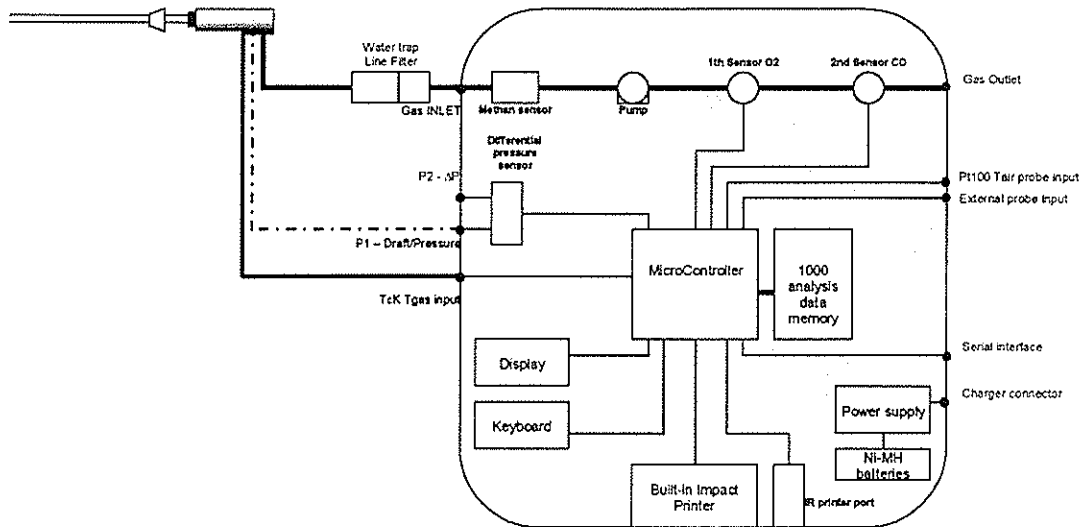 Water trap
Line Filter
1th Sensor O2
2nd Sensor CO
Gas Outlet
Gas INLET
Methan sensor
Pump
Differential
pressure
sensor
P2 - ΔP
Pt100 Tair probe input
External probe input
P1 – Draft/Pressure
MicroController
1000
analysis
data
memory
TcK Tgas input
Serial interface
Display
Charger connector
Power supply
Keyboard
Ni-MH
batteries
Built-In Impact
Printer
IR printer port